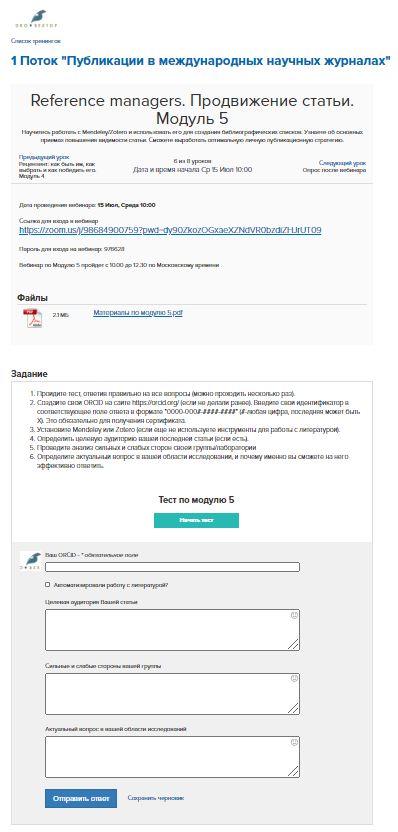 ОКО ВЕКТОР
Список тренингов
1 Поток "Публикации в международных научных журналах"
Reference managers. Продвижение статьи.
Модуль 5
Научитесь работать с Mendeley/Zotero и использовать его для создания библиографических списков. Узнаете об основных
приемах повышения видимости статьи. Сможете выработать оптимальную личную публикационную стратегию.
Предыдущий урок
Рецензент: как быть им, как
выбрать и как победить его.
Модуль 4
6 из 8 уроков
Дата и время начала Ср 15 Июл 10:00
Следующий урок
Опрос после вебинара
Дата проведения вебинара: 15 Июл, Среда 10:00
Ссылка для входа в вебинар
https://zoom.us/j/98684900759?pwd=dy90ZkozOGxaeXZNdVR0bzdIZHJrUT09
Пароль для входа на вебинар: 976628
Вебинар по Модулю 5 пройдет с 10.00 до 12.30 по Московскому времени
Файлы
2.1 МБ
Материалы по модулю 5.pdf
Задание
1. Пройдите тест, ответив правильно на все вопросы (можно проходить несколько раз).
2. Создайте свой ORCID на сайте https://orcid.org/ (если не делали ранее). Введите свой идентификатор в
соответствующее поле ответа в формате "0000-000#-####-####" (#-любая цифра, последняя может быть
X). Это обязательно для получения сертификата.
3. Установите Mendeley или Zotero (если еще не используете инструменты для работы с литературой).
4. Определить целевую аудиторию вашей последней статьи (если есть).
5. Проведите анализ сильных и слабых сторон своей группы/лаборатории
6. Определите актуальный вопрос в вашей области исследований, и почему именно вы сможете на него
эффективно ответить.
Тест по модулю 5
Начать тест
Ваш ORCID - * обязательное поле
Автоматизировали работу с литературой?
Целевая аудитория Вашей статьи
Сильные и слабые стороны вашей группы
Актуальный вопрос в вашей области исследований
Отправить ответ
Сохранить черновик